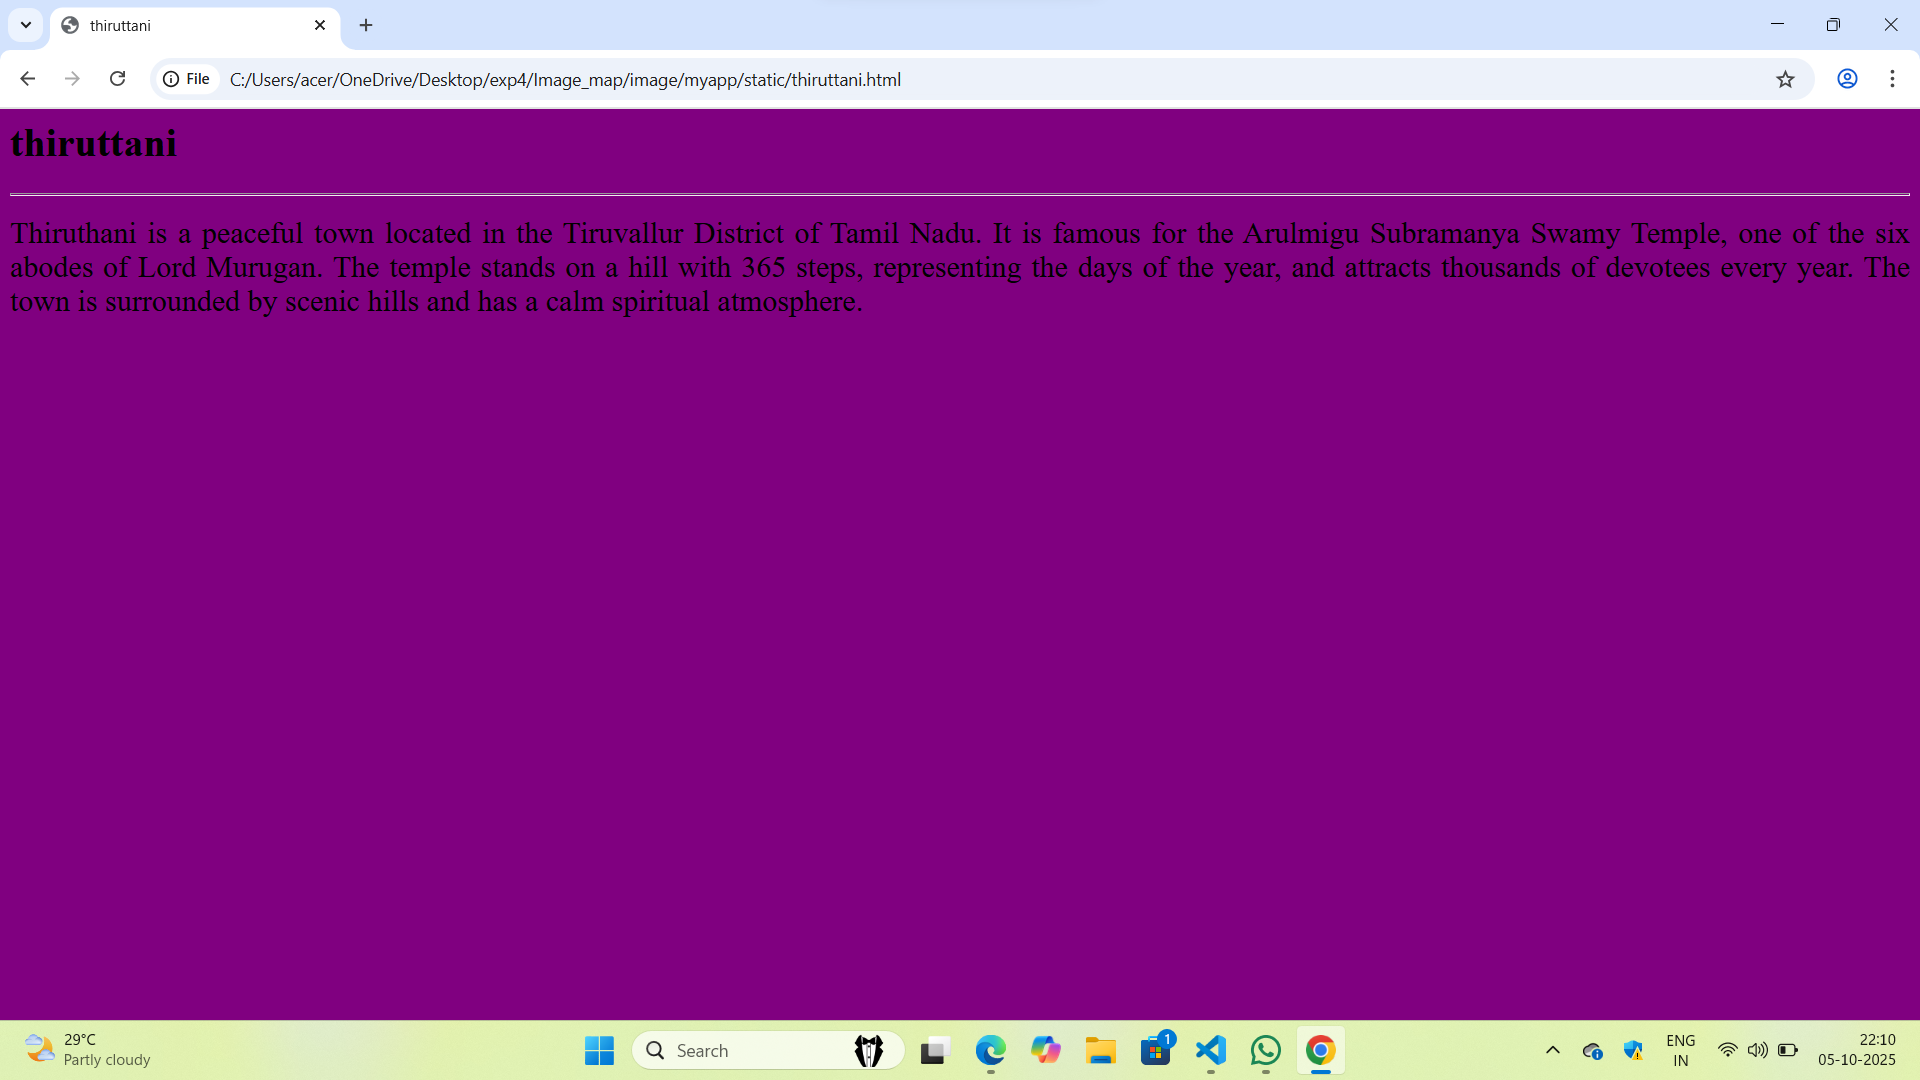 thiruttani
File
C:/Users/acer/OneDrive/Desktop/exp4/Image_map/image/myapp/static/thiruttani.html
thiruttani
Thiruthani is a peaceful town located in the Tiruvallur District of Tamil Nadu. It is famous for the Arulmigu Subramanya Swamy Temple, one of the six
abodes of Lord Murugan. The temple stands on a hill with 365 steps, representing the days of the year, and attracts thousands of devotees every year. The
town is surrounded by scenic hills and has a calm spiritual atmosphere.
29°C
Partly cloudy
Search
1
ENG
IN
22:10
05-10-2025